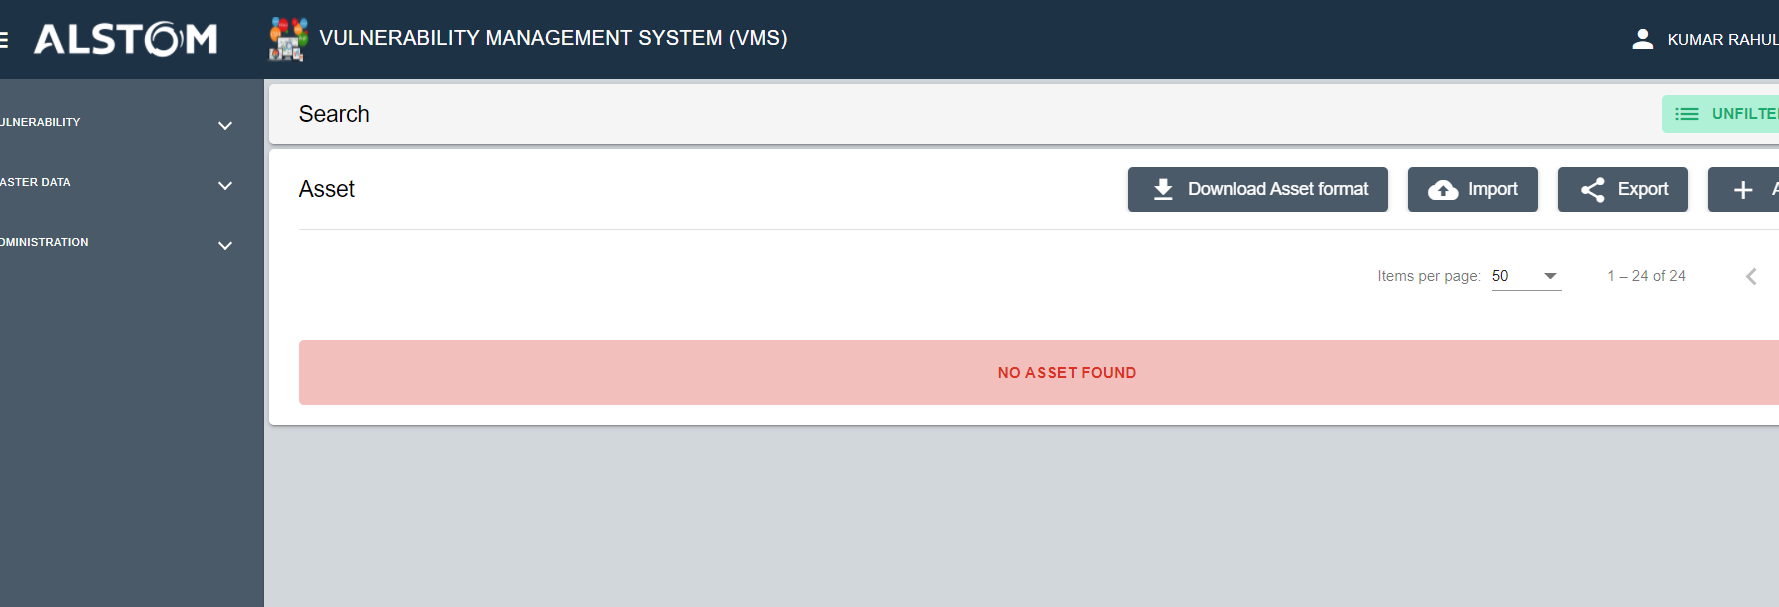 ALSTOM
VULNERABILITY MANAGEMENT SYSTEM (VMS)
KUMAR RAHUL
ULNERABILITY
ASTER DATA
DMINISTRATION
Search
UNFILTE
Asset
Download Asset format
Import
Export
A
Items per page: 50
1 – 24 of 24
NO ASSET FOUND